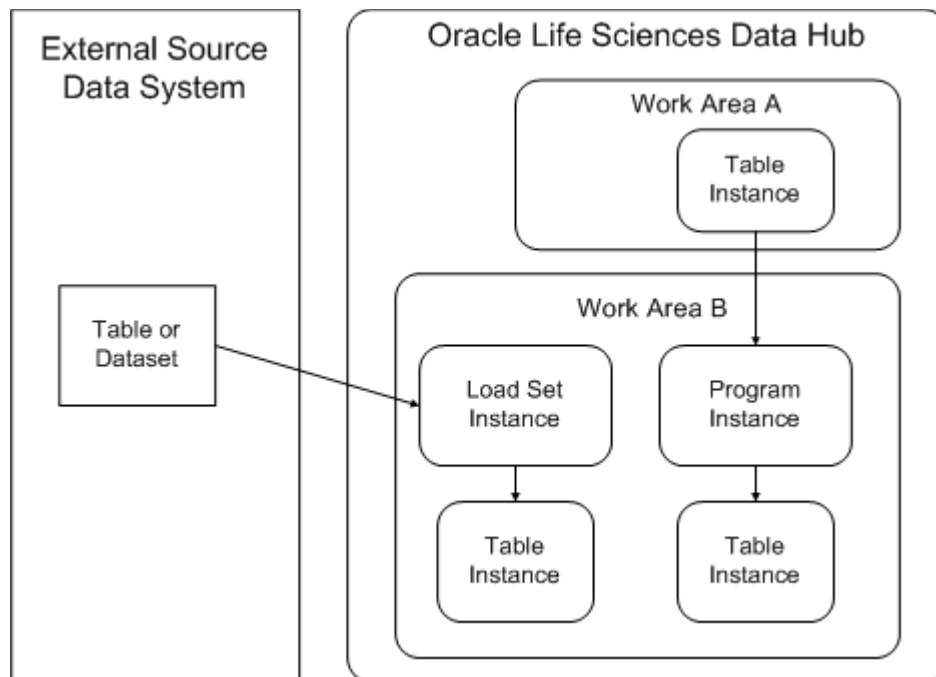 External Source
Data System
Oracle Life Sciences Data Hub
Work Area A
Table
Instance
Work Area B
Table or
Dataset
Load Set
Instance
Program
Instance
Table
Instance
Table
Instance